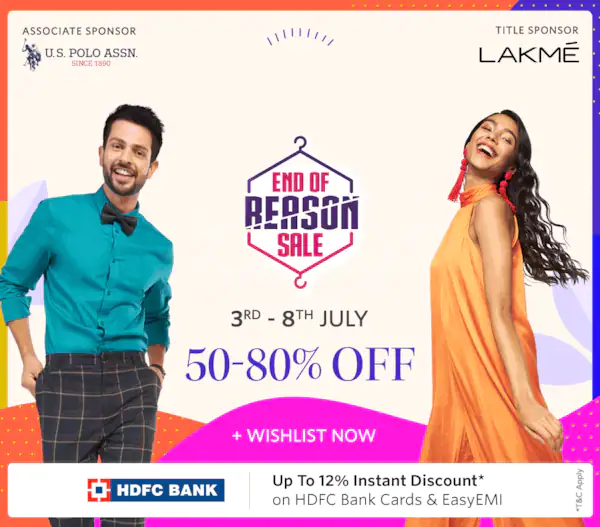 ASSOCIATE SPONSOR
U.S. POLO ASSN.
SINCE 1890
TITLE SPONSOR
LAKMÉ
END OF
REASON
SALE
3RD - 8TH JULY
50-80% OFF
+ WISHLIST NOW
HDFC BANK
Up To 12% Instant Discount*
on HDFC Bank Cards & EasyEMI
*T&C Apply